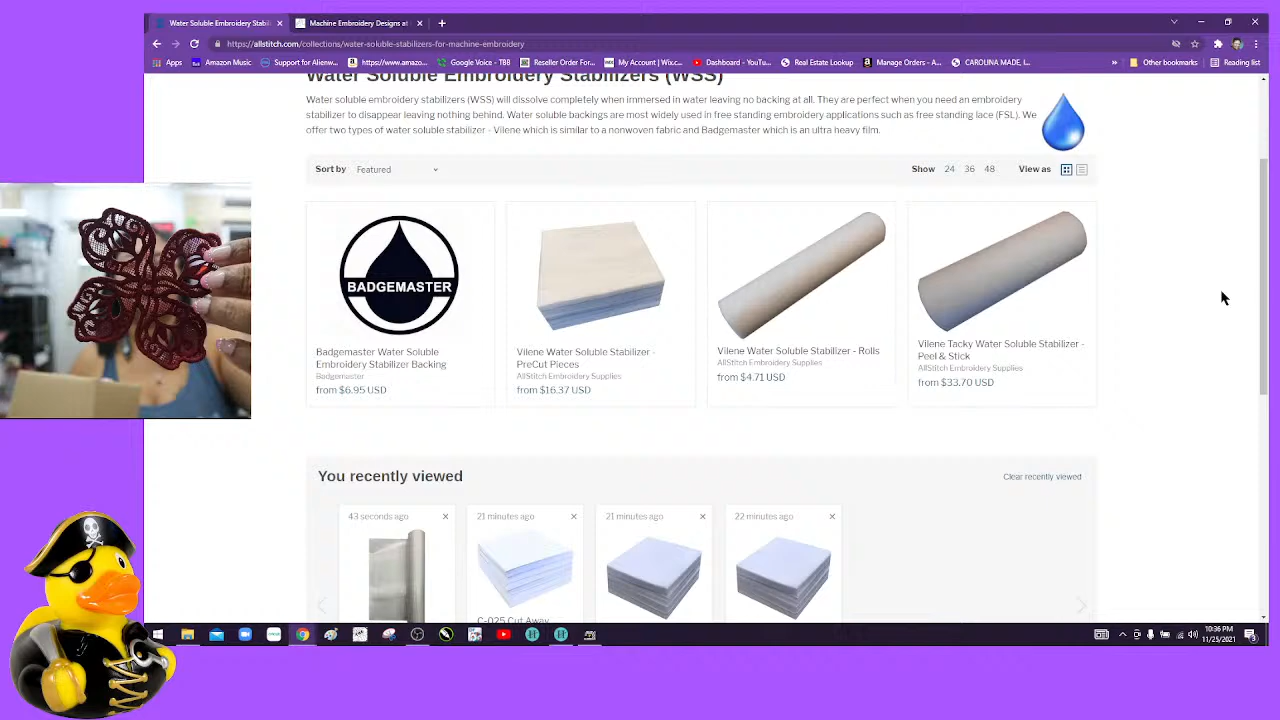 Water Soluble Embroidery Stabil
Machine Embroidery Designs at
https://allstitch.com/collections/water-soluble-stabilizers-for-machine-embroidery
Apps
Amazon Music
Support for Alienw...
https://www.amazo...
Google Voice - TBB
Reseller Order For...
My Account | Wix.c...
Dashboard - YouTu...
Real Estate Lookup
Manage Orders - A...
CAROLINA MADE, I...
»
Other bookmarks
Reading list
Water Soluble Embroidery Stabilizers (WSS)
Water soluble embroidery stabilizers (WSS) will dissolve completely when immersed in water leaving no backing at all. They are perfect when you need an embroidery
stabilizer to disappear leaving nothing behind. Water soluble backings are most widely used in free standing embroidery applications such as free standing lace (FSL). We
offer two types of water soluble stabilizer - Vilene which is similar to a nonwoven fabric and Badgemaster which is an ultra heavy film.
Sort by Featured
Show 24 36 48 View as
BADGEMASTER
Badgemaster Water Soluble
Embroidery Stabilizer Backing
Badgemaster
from $6.95 USD
Vilene Water Soluble Stabilizer -
PreCut Pieces
AllStitch Embroidery Supplies
from $16.37 USD
Vilene Water Soluble Stabilizer - Rolls
AllStitch Embroidery Supplies
from $4.71 USD
Vilene Tacky Water Soluble Stabilizer -
Peel & Stick
AllStitch Embroidery Supplies
from $33.70 USD
You recently viewed
Clear recently viewed
43 seconds ago
21 minutes ago
21 minutes ago
22 minutes ago
C-025 Cut Away
10:36 PM
11/25/2021